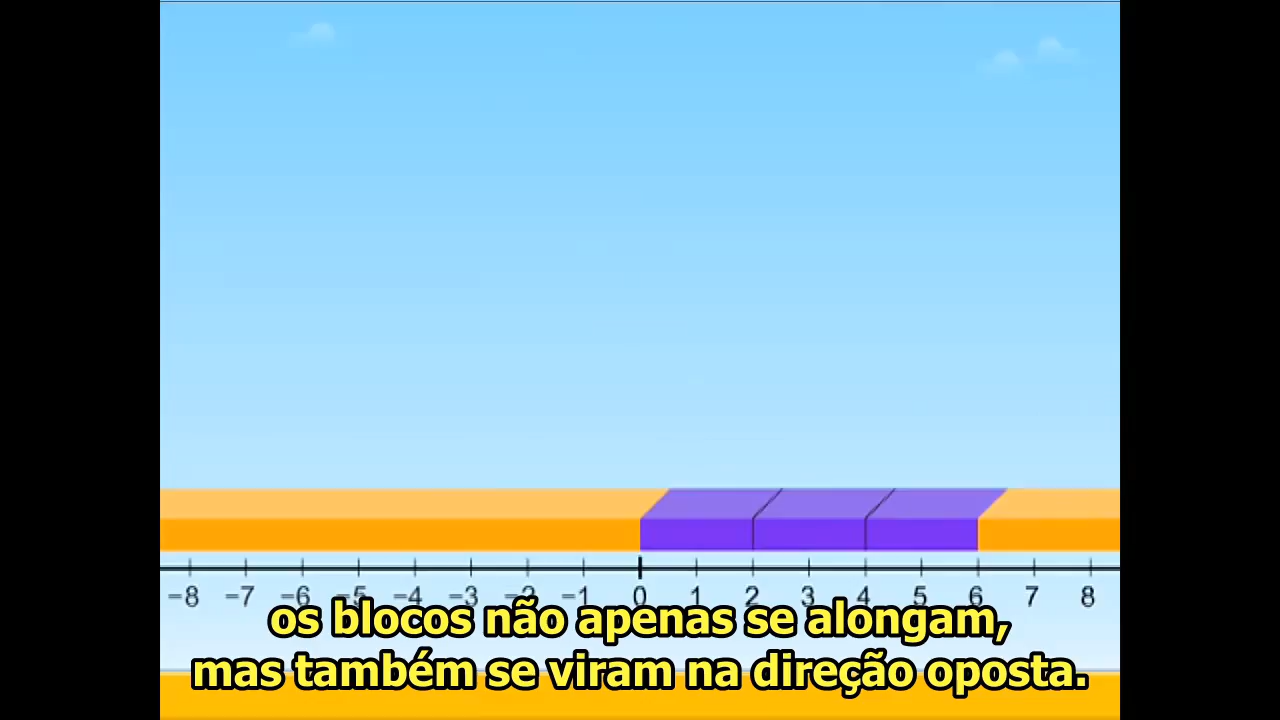 −8 −7 −6 −5 −4 −3 −2 −1 0 1 2 3 4 5 6 7 8
os blocos não apenas se alongam,
mas também se viram na direção oposta.